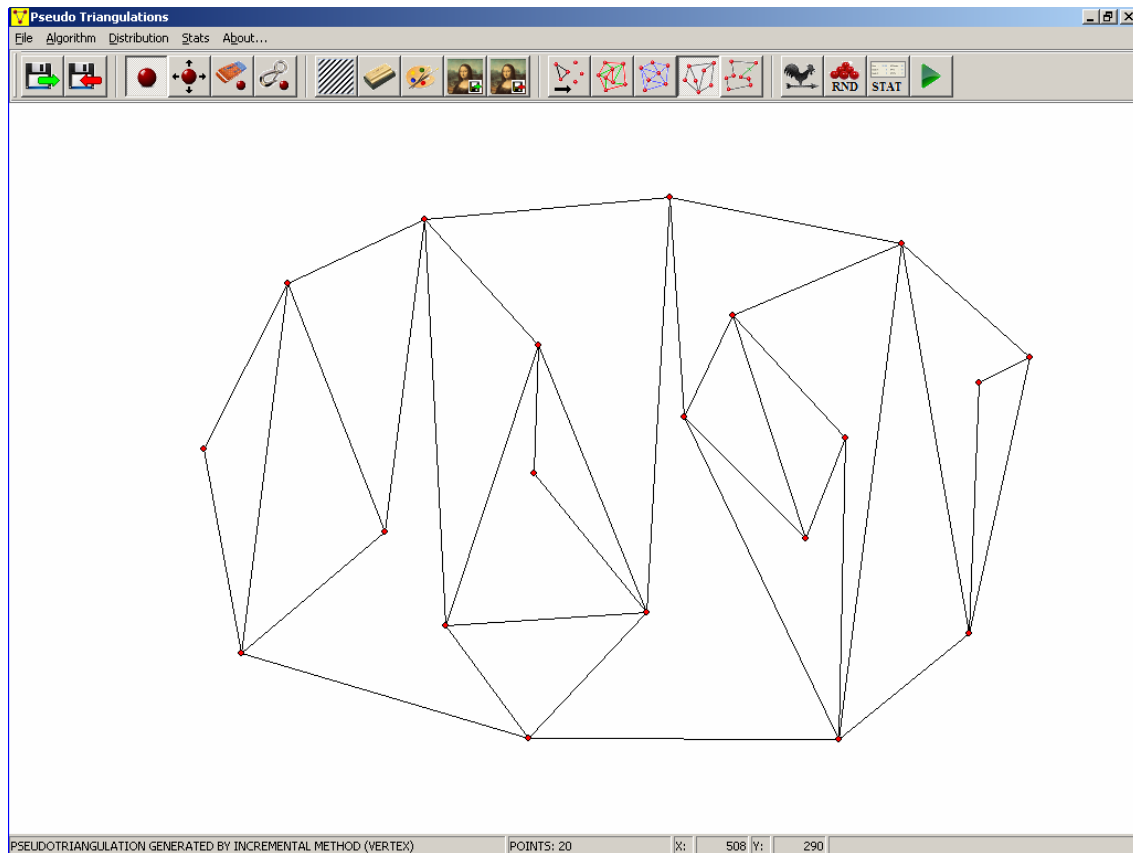 Pseudo Triangulations
File Algorithm Distribution Stats About...
RND STAT
PSEUDOTRIANGULATION GENERATED BY INCREMENTAL METHOD (VERTEX) POINTS: 20 X: 508 Y: 290